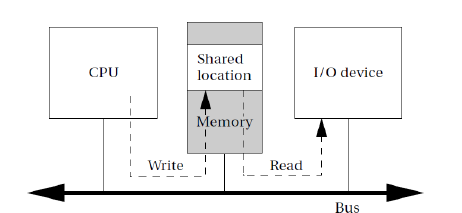 CPU
Shared
location
I/O device
Memory
Write
Read
Bus